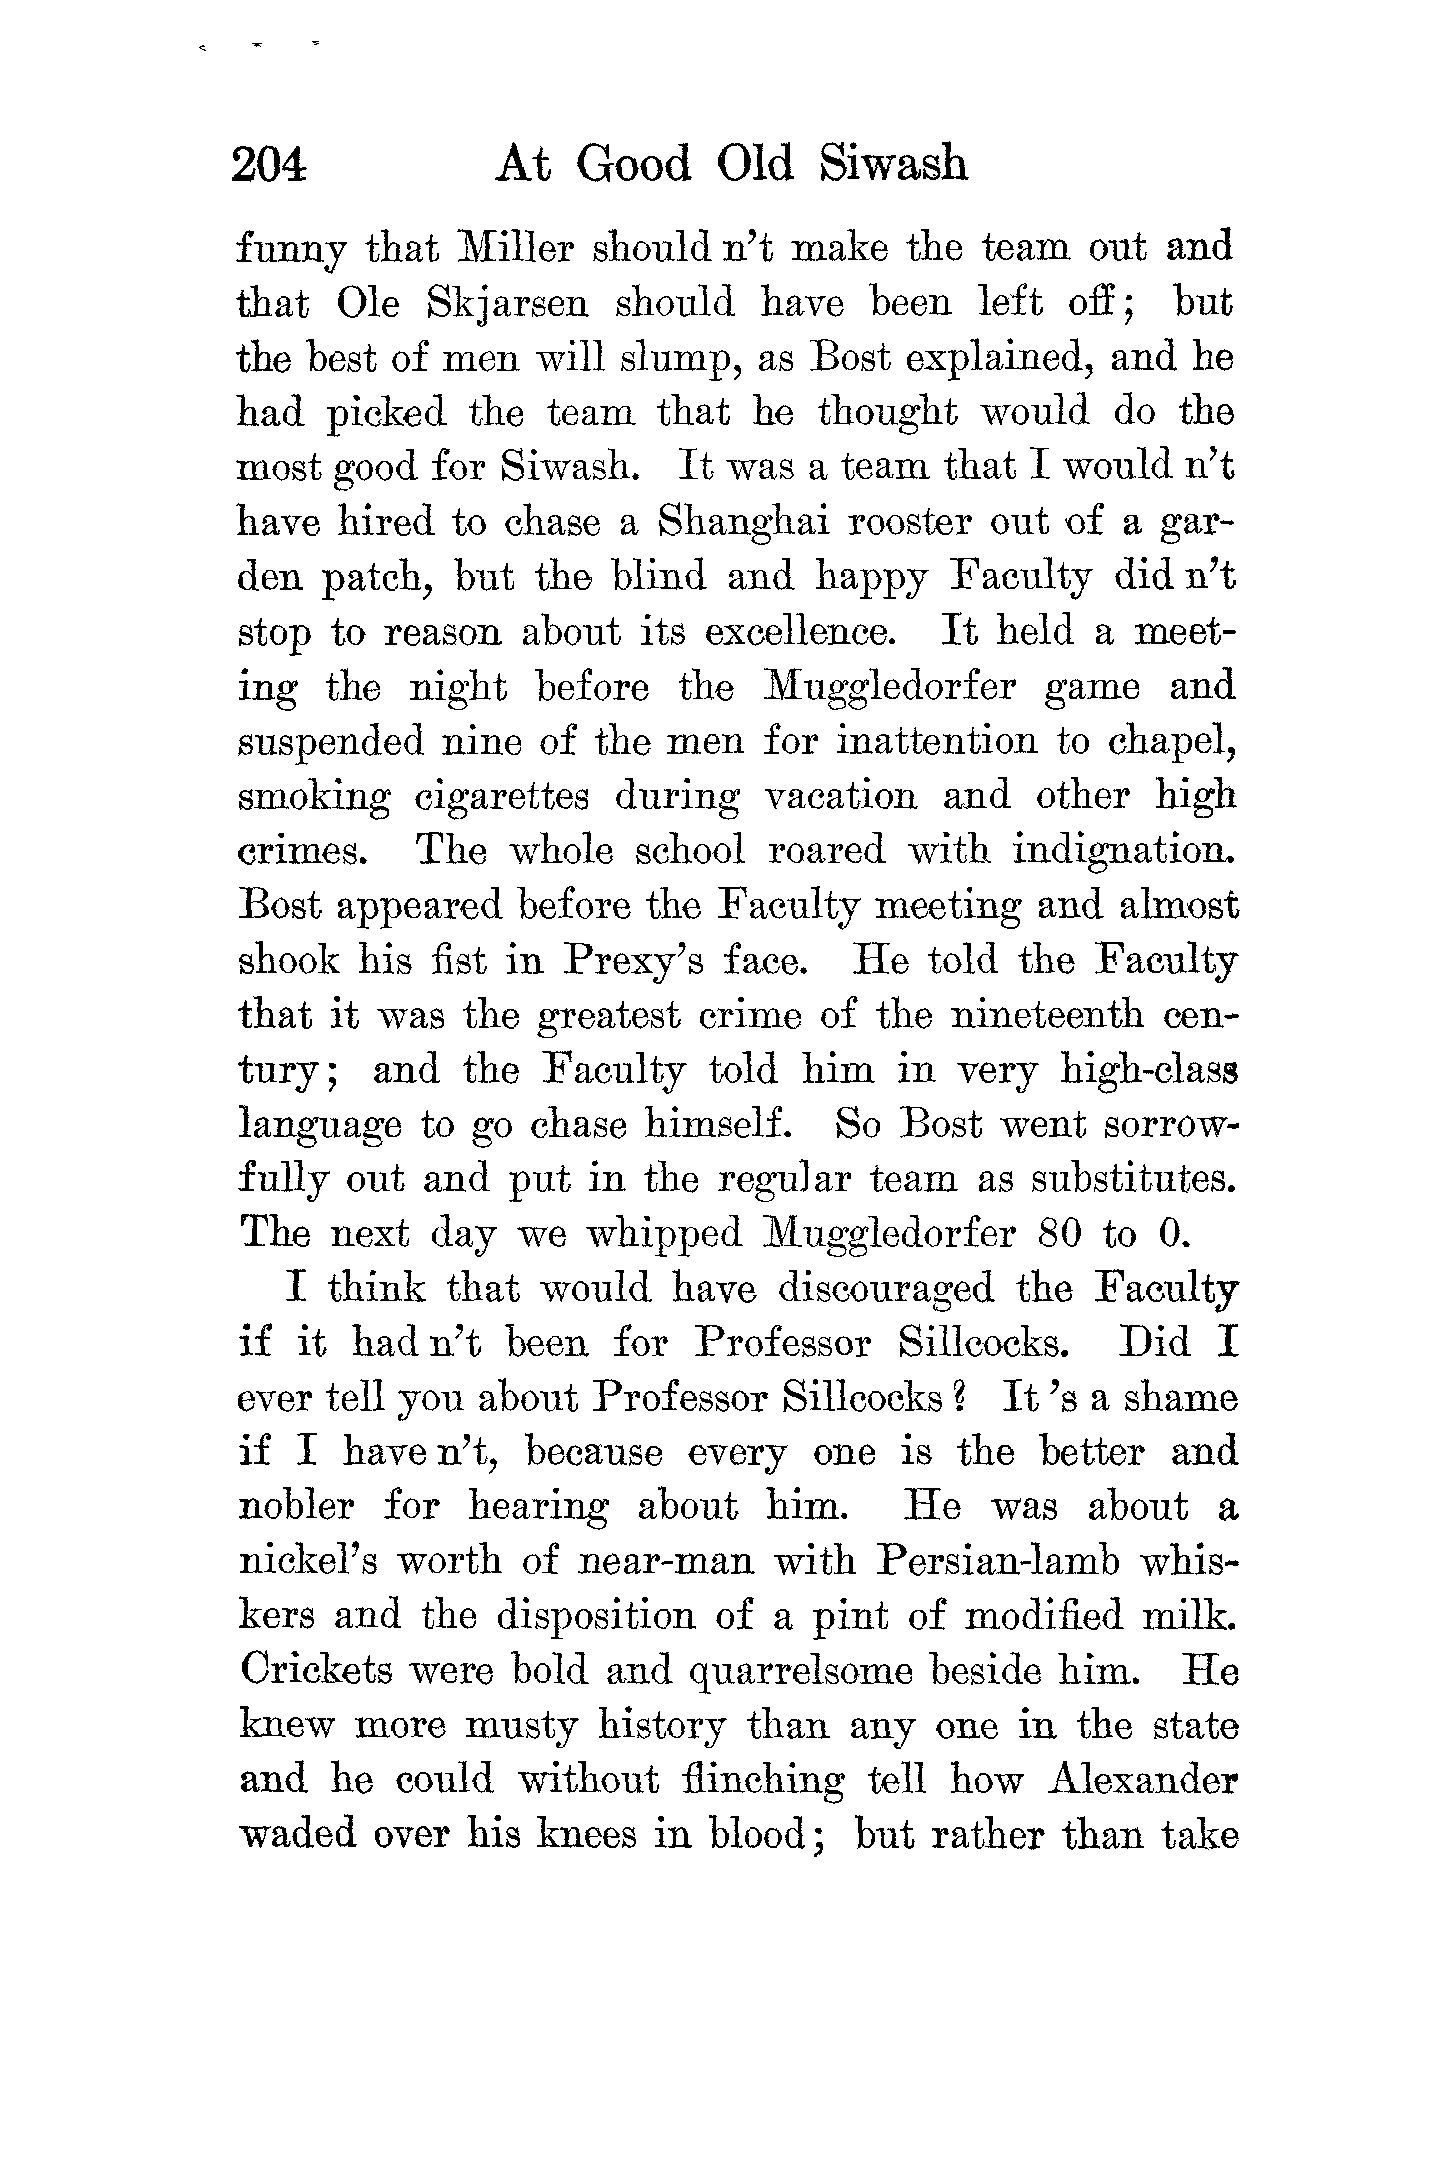 204 At Good Old Siwash
funny that Miller should n't make the team out and
that Ole Skjarsen should have been left off; but
the best of men will slump, as Bost explained, and he
had picked the team that he thought would do the
most good for Siwash. It was a team that I would n't
have hired to chase a Shanghai rooster out of a gar-
den patch, but the blind and happy Faculty did n't
stop to reason about its excellence. It held a meet-
ing the night before the Muggledorfer game and
suspended nine of the men for inattention to chapel,
smoking cigarettes during vacation and other high
crimes. The whole school roared with indignation.
Bost appeared before the Faculty meeting and almost
shook his fist in Prexy's face. He told the Faculty
that it was the greatest crime of the nineteenth cen-
tury; and the Faculty told him in very high-class
language to go chase himself. So Bost went sorrow-
fully out and put in the regular team as substitutes.
The next day we whipped Muggledorfer 80 to 0.
I think that would have discouraged the Faculty
if it had n't been for Professor Sillcocks. Did I
ever tell you about Professor Sillcocks? It 's a shame
if I have n't, because every one is the better and
nobler for hearing about him. He was about a
nickel's worth of near-man with Persian-lamb whis-
kers and the disposition of a pint of modified milk.
Crickets were bold and quarrelsome beside him. He
knew more musty history than any one in the state
and he could without flinching tell how Alexander
waded over his knees in blood; but rather than take